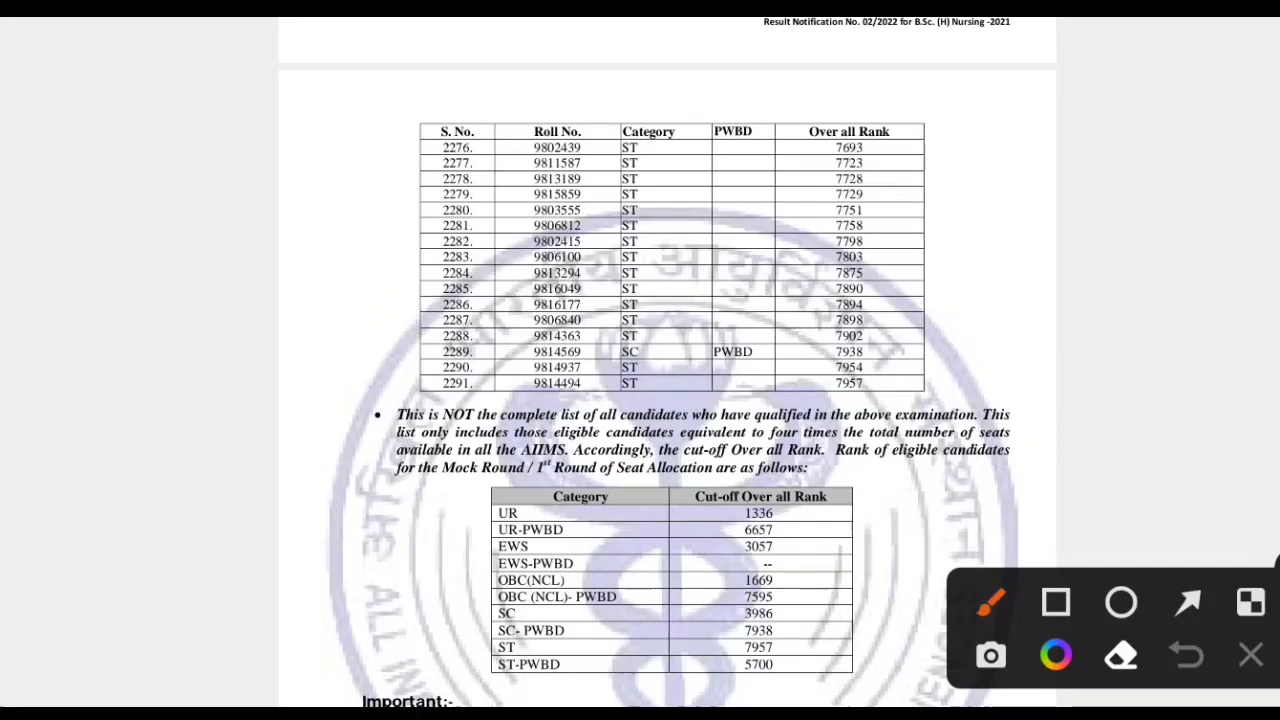 Result Notification No. 02/2022 for B.Sc. (H) Nursing -2021
S. No. Roll No. Category PWBD Over all Rank
2276. 9802439 ST 7693
2277. 9811587 ST 7723
2278. 9813189 ST 7728
2279. 9815859 ST 7729
2280. 9803555 ST 7751
2281. 9806812 ST 7758
2282. 9802415 ST 7798
2283. 9806100 ST 7803
2284. 9813294 ST 7875
2285. 9816049 ST 7890
2286. 9816177 ST 7894
2287. 9806840 ST 7898
2288. 9814363 ST 7902
2289. 9814569 SC PWBD 7938
2290. 9814937 ST 7954
2291. 9814494 ST 7957
• This is NOT the complete list of all candidates who have qualified in the above examination. This
list only includes those eligible candidates equivalent to four times the total number of seats
available in all the AIIMS. Accordingly, the cut-off Over all Rank. Rank of eligible candidates
for the Mock Round / 1st Round of Seat Allocation are as follows:
Category Cut-off Over all Rank
UR 1336
UR-PWBD 6657
EWS 3057
EWS-PWBD --
OBC(NCL) 1669
OBC (NCL)- PWBD 7595
SC 3986
SC- PWBD 7938
ST 7957
ST-PWBD 5700
Important:-
ALL